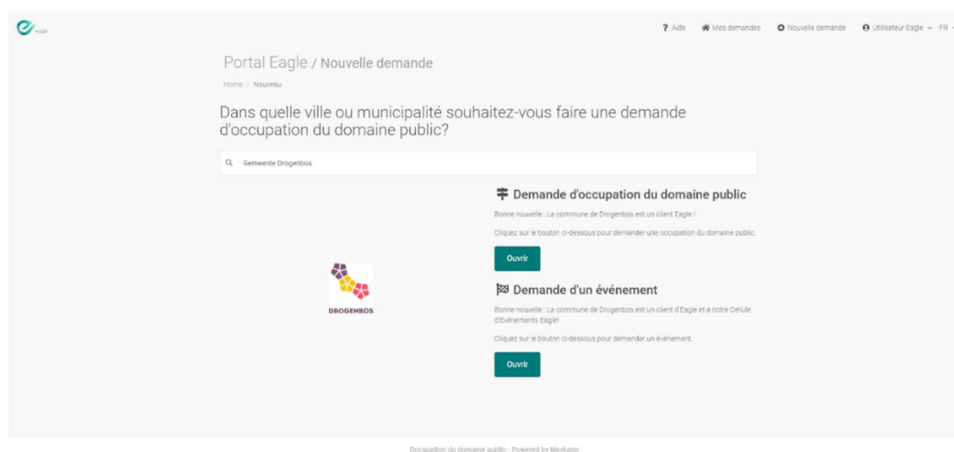 eagle
Aide
Mes demandes
Nouvelle demande
Utilisateur Eagle
FR
Portal Eagle / Nouvelle demande
Home / Nouveau
Dans quelle ville ou municipalité souhaitez-vous faire une demande
d'occupation du domaine public?
Gemeente Drogenbos
DROGENBOS
Demande d'occupation du domaine public
Bonne nouvelle : La commune de Drogenbos est un client Eagle !
Cliquez sur le bouton ci-dessous pour demander une occupation du domaine public.
Ouvrir
Demande d'un événement
Bonne nouvelle : La commune de Drogenbos est un client d'Eagle et a notre Cellule
d'Evénements Eagle!
Cliquez sur le bouton ci-dessous pour demander un événement.
Ouvrir
Occupation du domaine public - Powered by Merkator